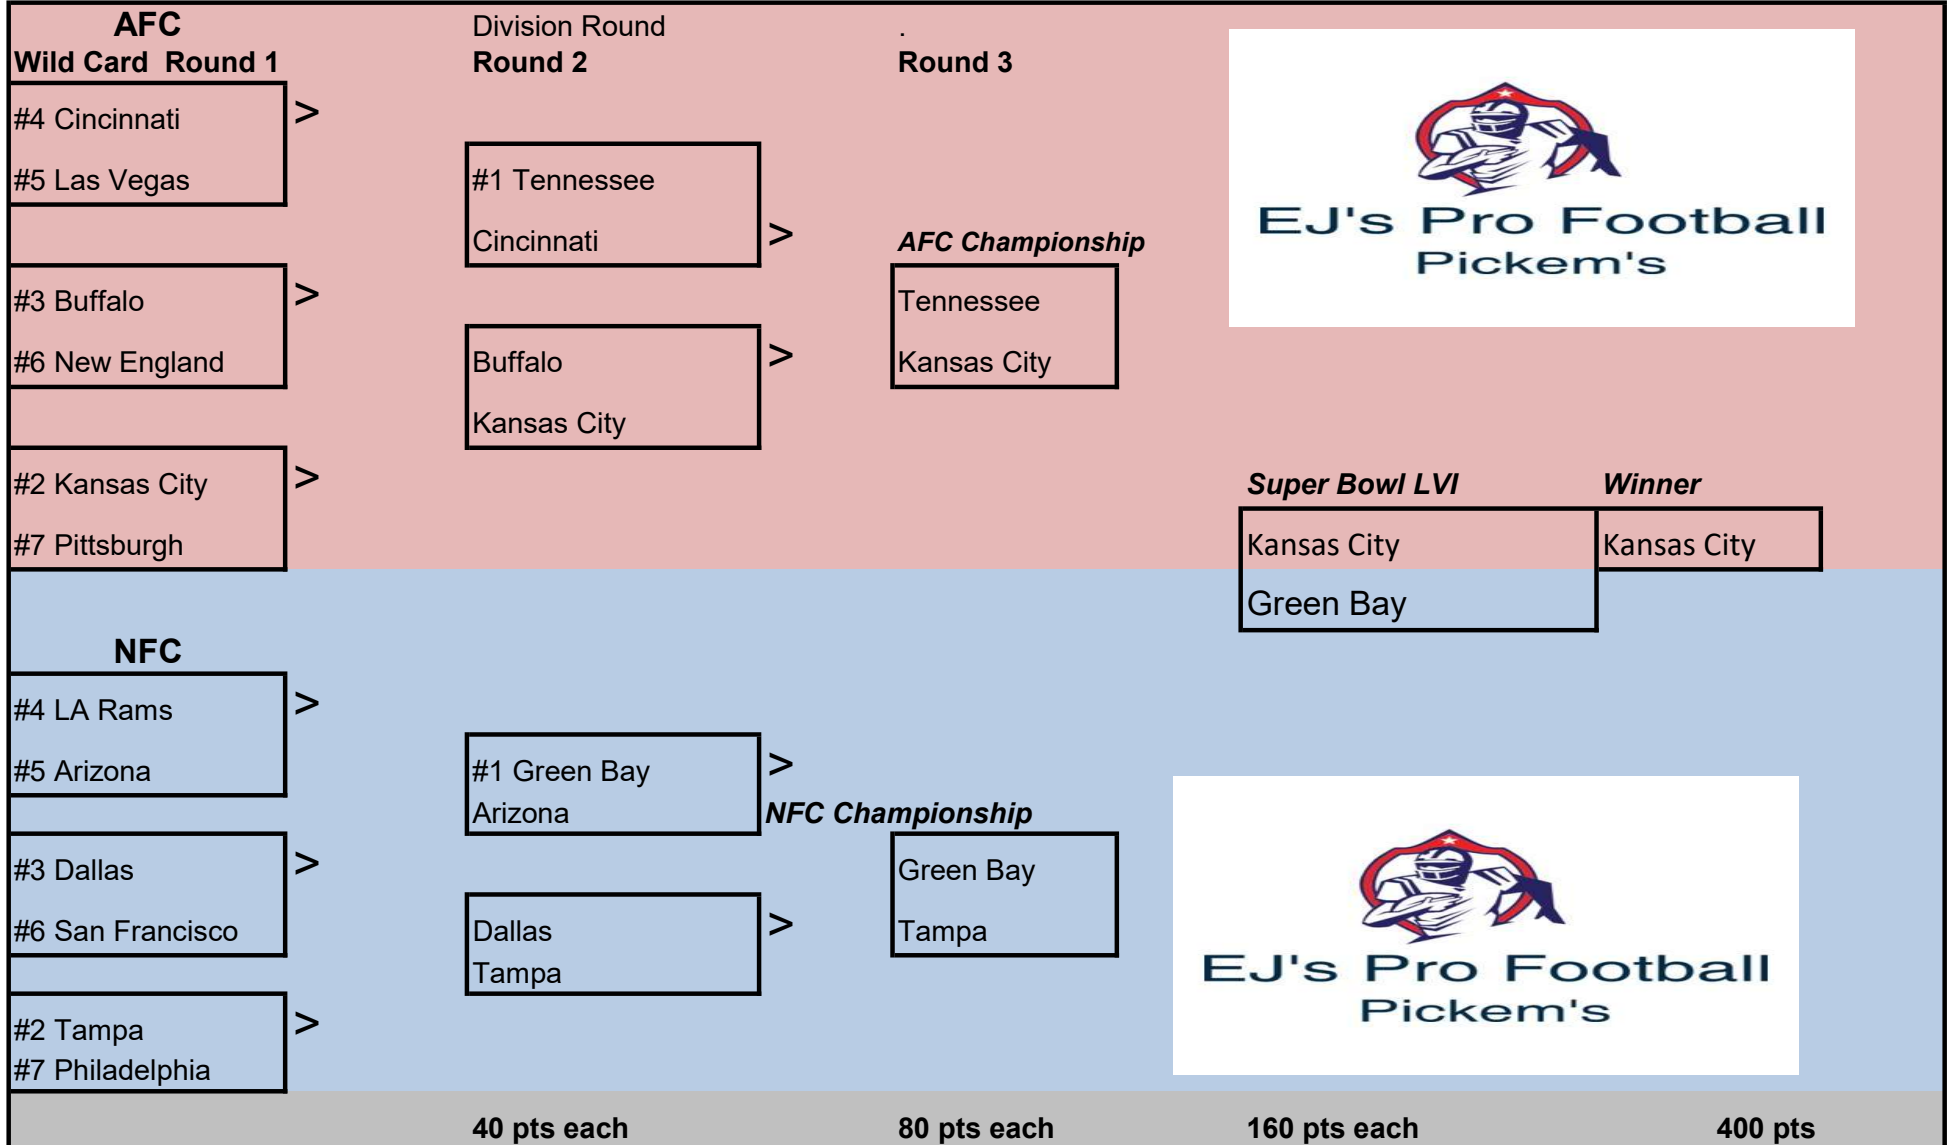 AFC Division Round .
Wild Card Round 1 Round 2 Round 3
#4 Cincinnati >
#5 Las Vegas #1 Tennessee
Cincinnati > AFC Championship
EJ's Pro Football
Pickem's
#3 Buffalo > Tennessee
#6 New England Buffalo > Kansas City
Kansas City
#2 Kansas City > Super Bowl LVI Winner
#7 Pittsburgh Kansas City Kansas City
Green Bay
NFC
#4 LA Rams >
#5 Arizona #1 Green Bay >
Arizona NFC Championship
#3 Dallas > Green Bay
#6 San Francisco Dallas > Tampa
Tampa
EJ's Pro Football
Pickem's
#2 Tampa >
#7 Philadelphia
40 pts each 80 pts each 160 pts each 400 pts